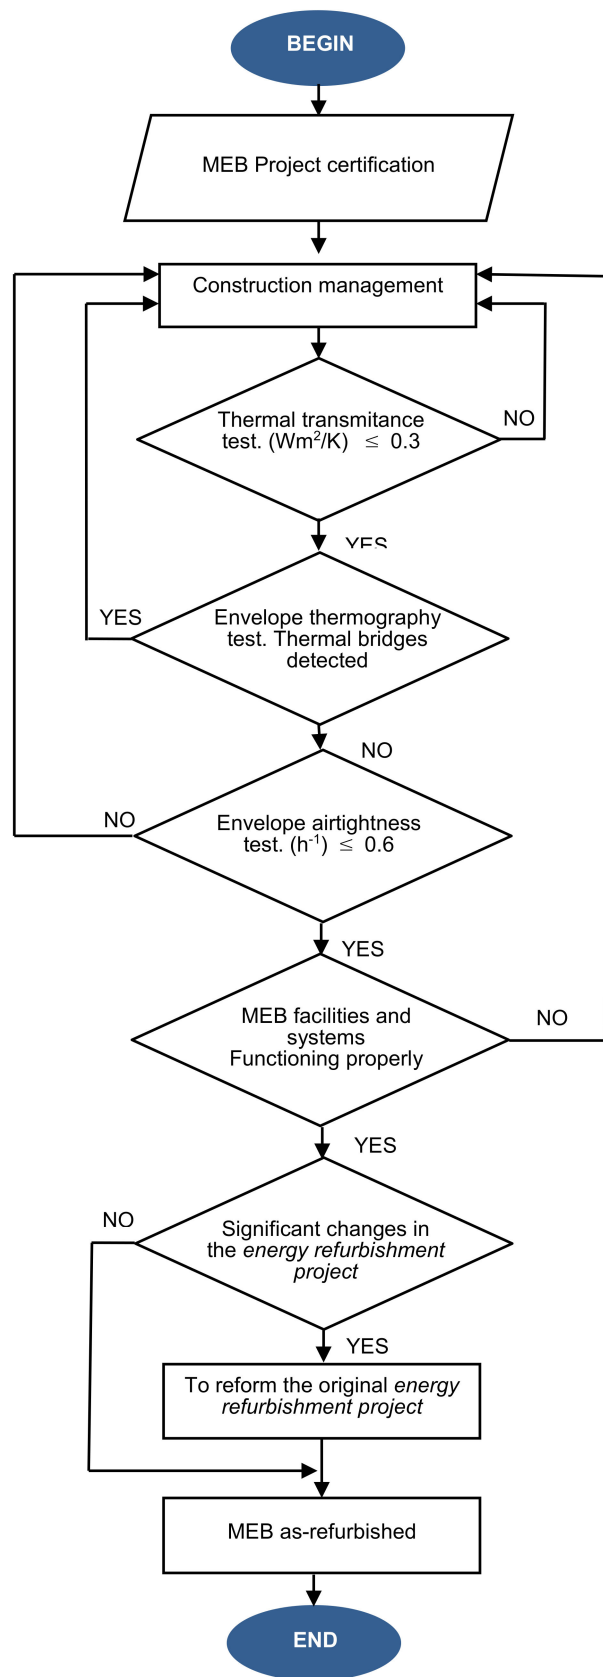 BEGIN
MEB Project certification
Construction management
Thermal transmitance
test. (Wm²/K) ≤ 0.3
NO
YES
YES
Envelope thermography
test. Thermal bridges
detected
NO
NO
Envelope airtightness
test. (h⁻¹) ≤ 0.6
YES
MEB facilities and
systems
Functioning properly
NO
YES
NO
Significant changes in
the energy refurbishment
project
YES
To reform the original energy
refurbishment project
MEB as-refurbished
END